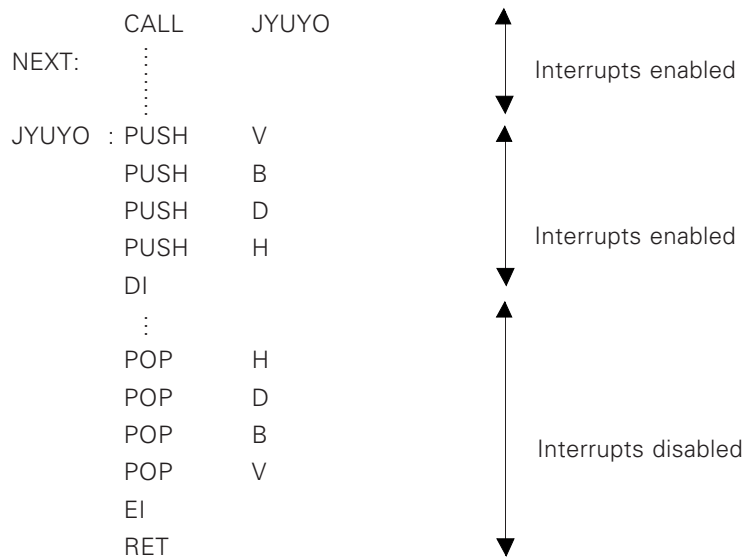 CALL JYUYO
NEXT: Interrupts enabled
JYUYO : PUSH V
PUSH B
PUSH D
PUSH H Interrupts enabled
DI
POP H
POP D
POP B Interrupts disabled
POP V
EI
RET